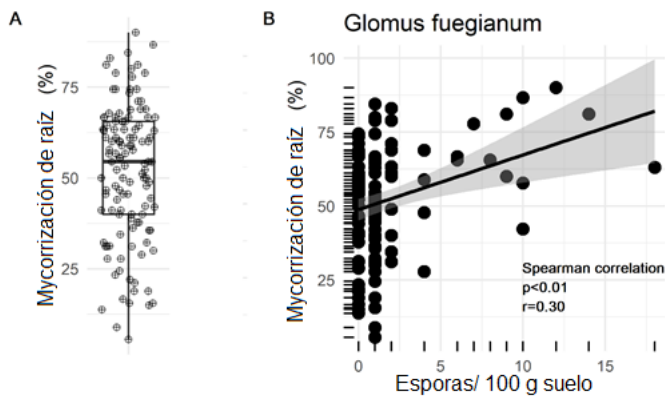 A
Mycorrización de raíz (%)
75
50
25
B
Glomus fuegianum
Mycorrización de raíz (%)
100
75
50
25
Spearman correlation
p<0.01
r=0.30
0 5 10 15
Esporas/ 100 g suelo